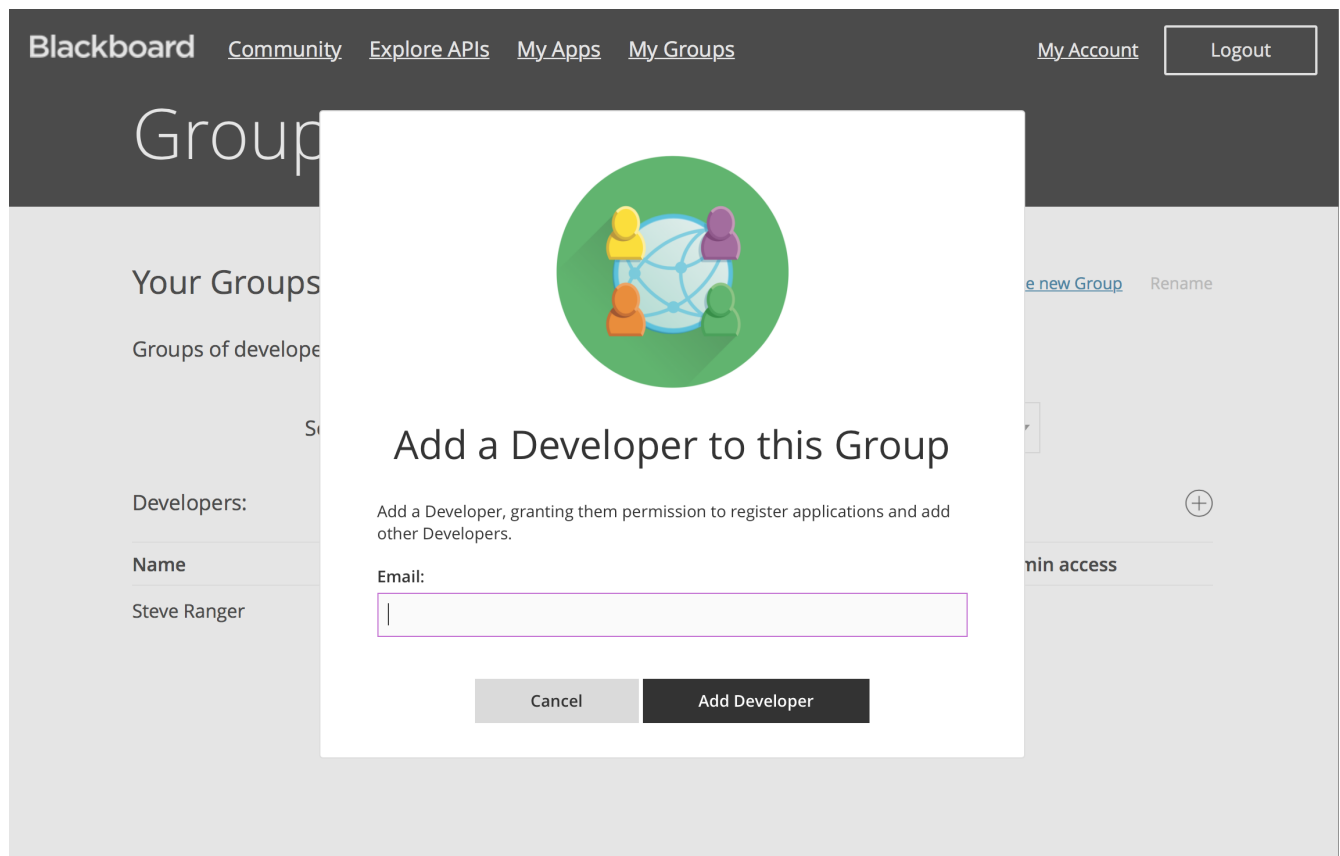 Blackboard Community Explore APIs My Apps My Groups My Account Logout
Group
Your Groups
e new Group Rename
Groups of develope
Add a Developer to this Group
Developers:
Add a Developer, granting them permission to register applications and add
other Developers.
Name
min access
Email:
Steve Ranger
Cancel Add Developer